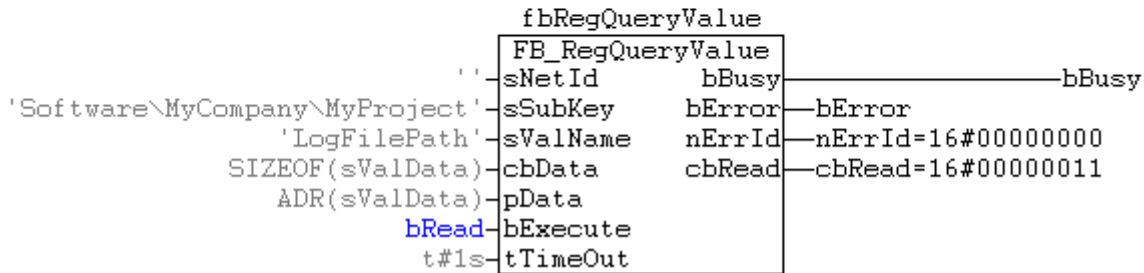 fbRegQueryValue
FB_RegQueryValue
'' sNetId bBusy bBusy
'Software\MyCompany\MyProject' sSubKey bError bError
'LogFilePath' sValName nErrId nErrId=16#00000000
SIZEOF(sValData) cbData cbRead cbRead=16#00000011
ADR(sValData) pData
bRead bExecute
t#1s tTimeOut